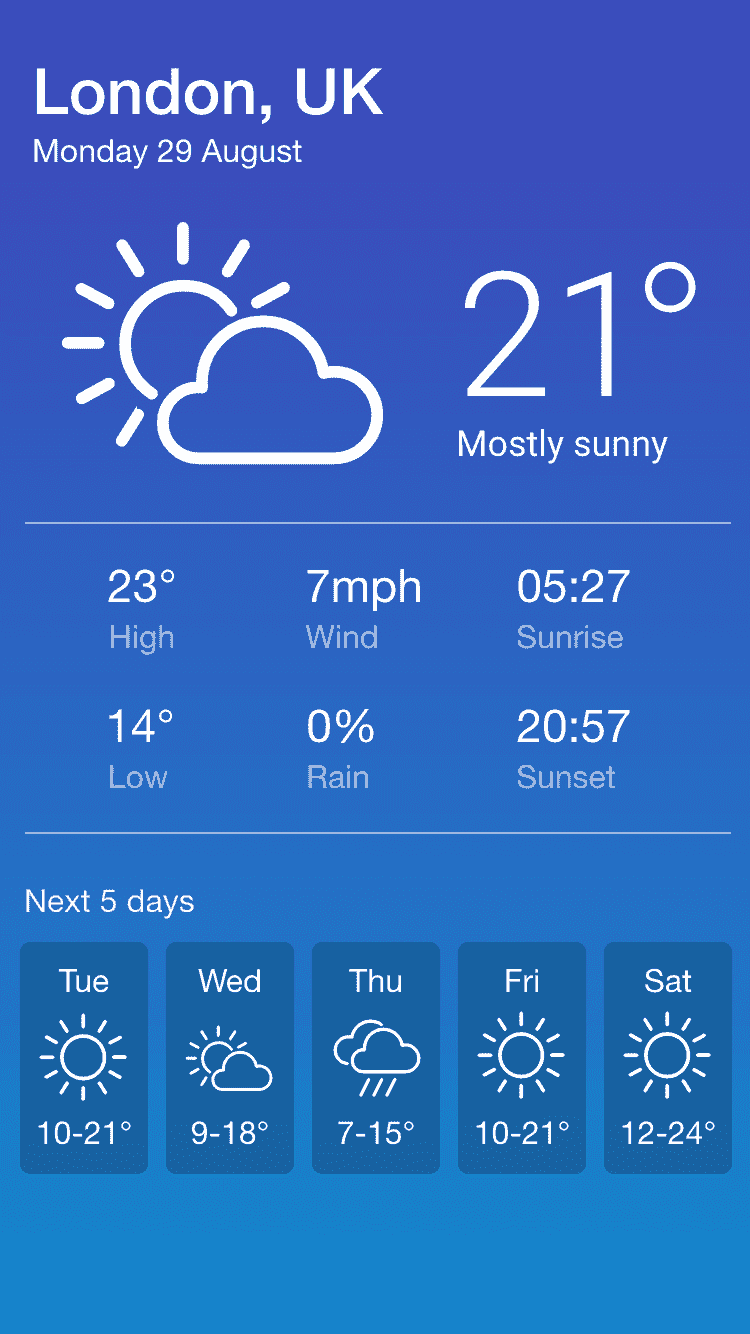 London, UK
Monday 29 August
21°
Mostly sunny
23° 7mph 05:27
High Wind Sunrise
14° 0% 20:57
Low Rain Sunset
Next 5 days
Tue Wed Thu Fri Sat
10-21° 9-18° 7-15° 10-21° 12-24°